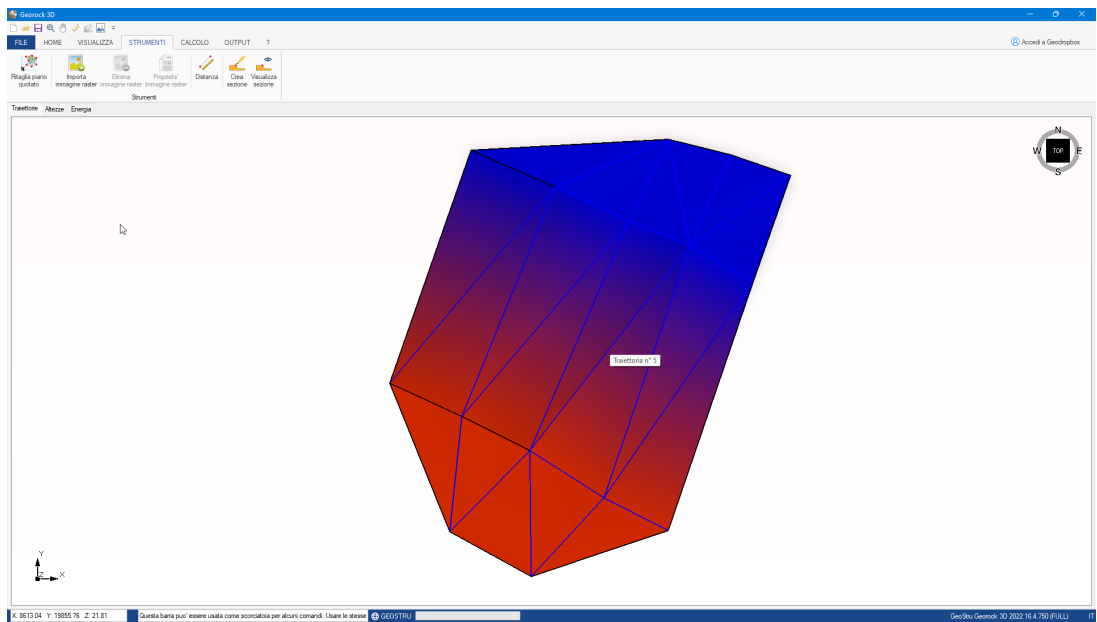 Georock 3D
FILE HOME VISUALIZZA STRUMENTI CALCOLO OUTPUT ?
Accedi a Geodropbox
Ritaglia piano quotato
Importa immagine raster
Elimina immagine raster
Proprieta' immagine raster
Distanza
Crea sezione
Visualizza sezione
Strumenti
Traiettorie Altezze Energia
N
W TOP E
S
Traiettoria n° 5
Y
Z X
X: 8613.04 Y: 19855.76 Z: 21.81
Questa barra puo' essere usata come scorciatoia per alcuni comandi: Usare le stesse
GEOSTRU
GeoStru Georock 3D 2022.16.4.750 (FULL)
IT